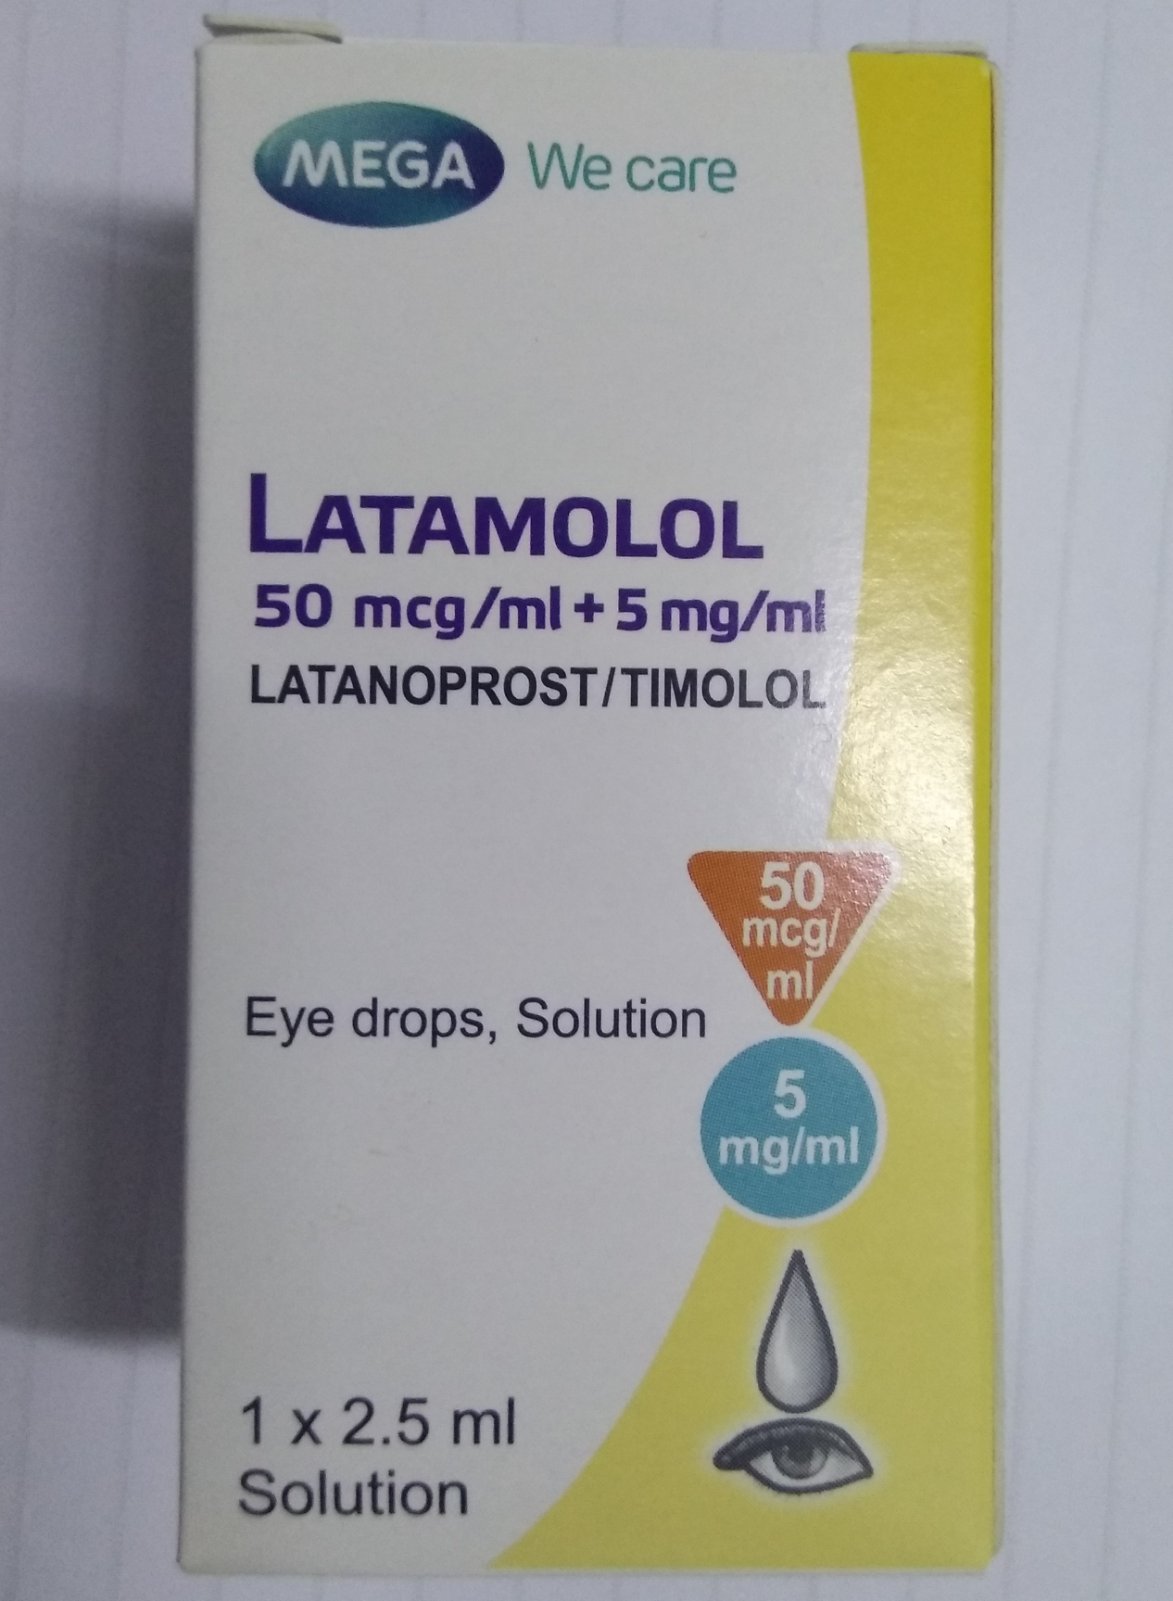 MEGA We care
LATAMOLOL
50 mcg/ml + 5 mg/ml
LATANOPROST/TIMOLOL
50
mcg/
ml
Eye drops, Solution
5
mg/ml
1 x 2.5 ml
Solution